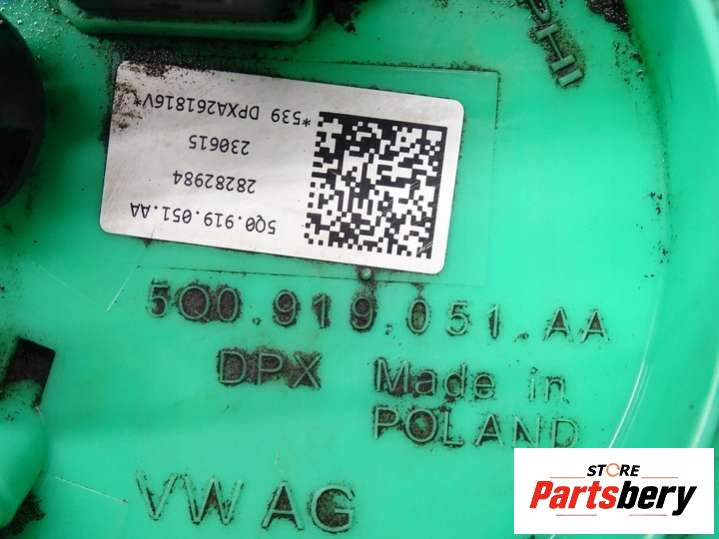 5Q0.919.051.AA
28282984
230615
*539 DPXA261816V*
5Q0.919.051.AA
DPX Made in
POLAND
VW AG
STORE
Partsbery